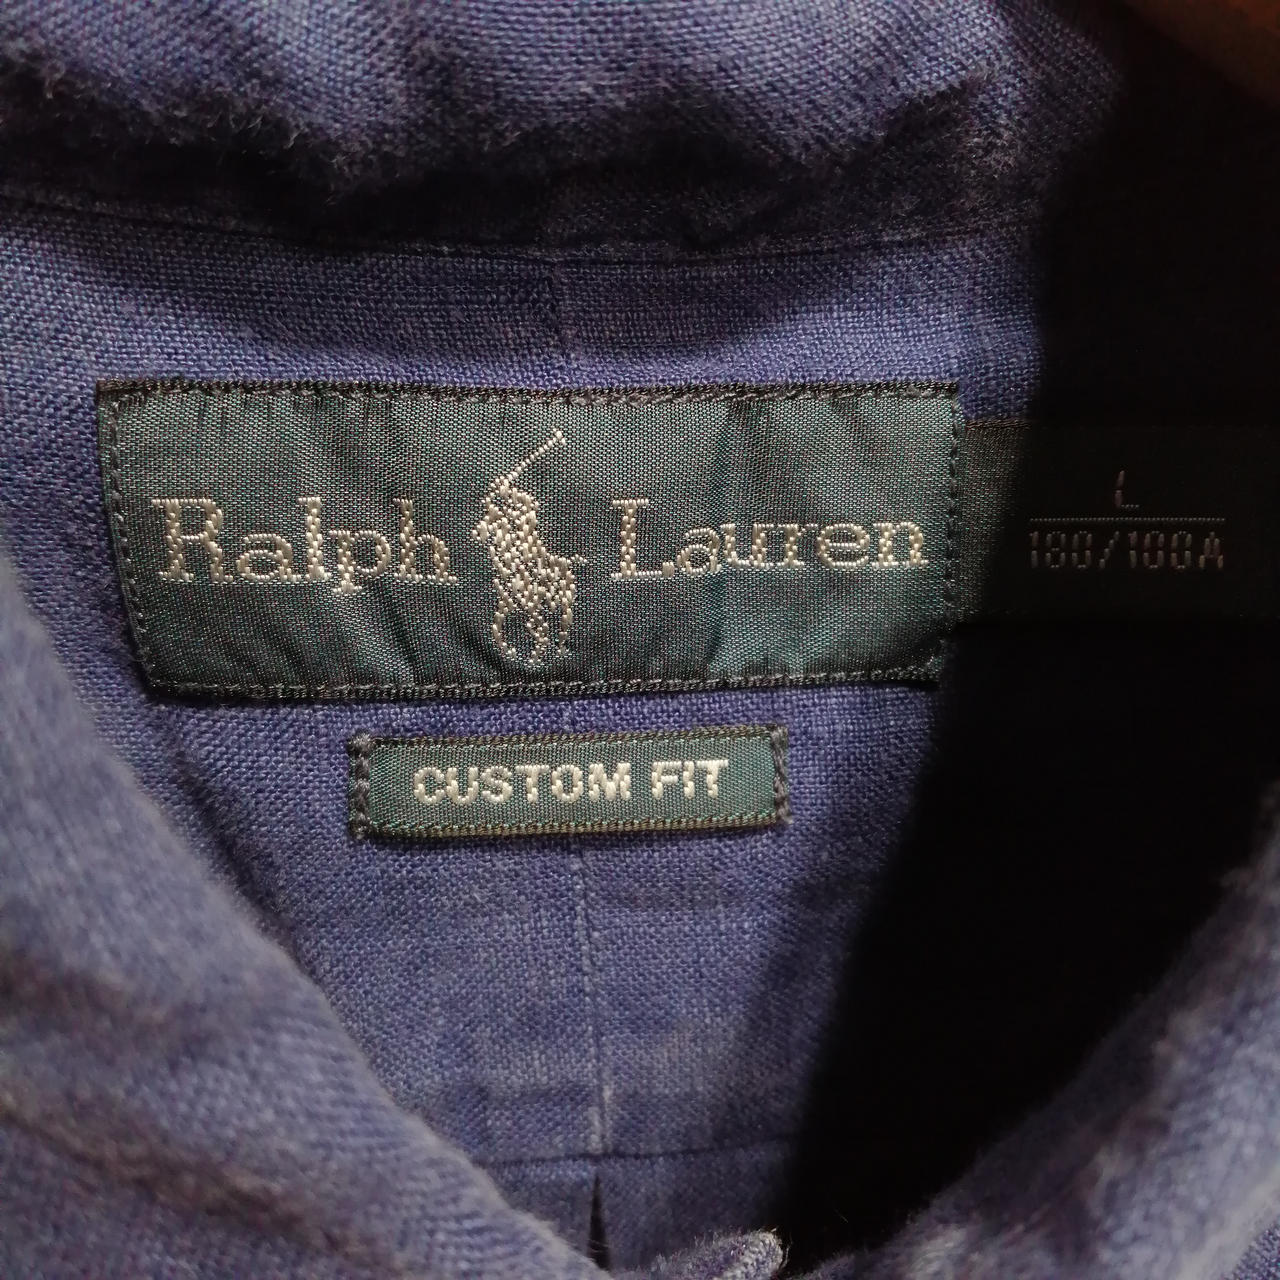 Ralph Lauren
L
180/100A
CUSTOM FIT